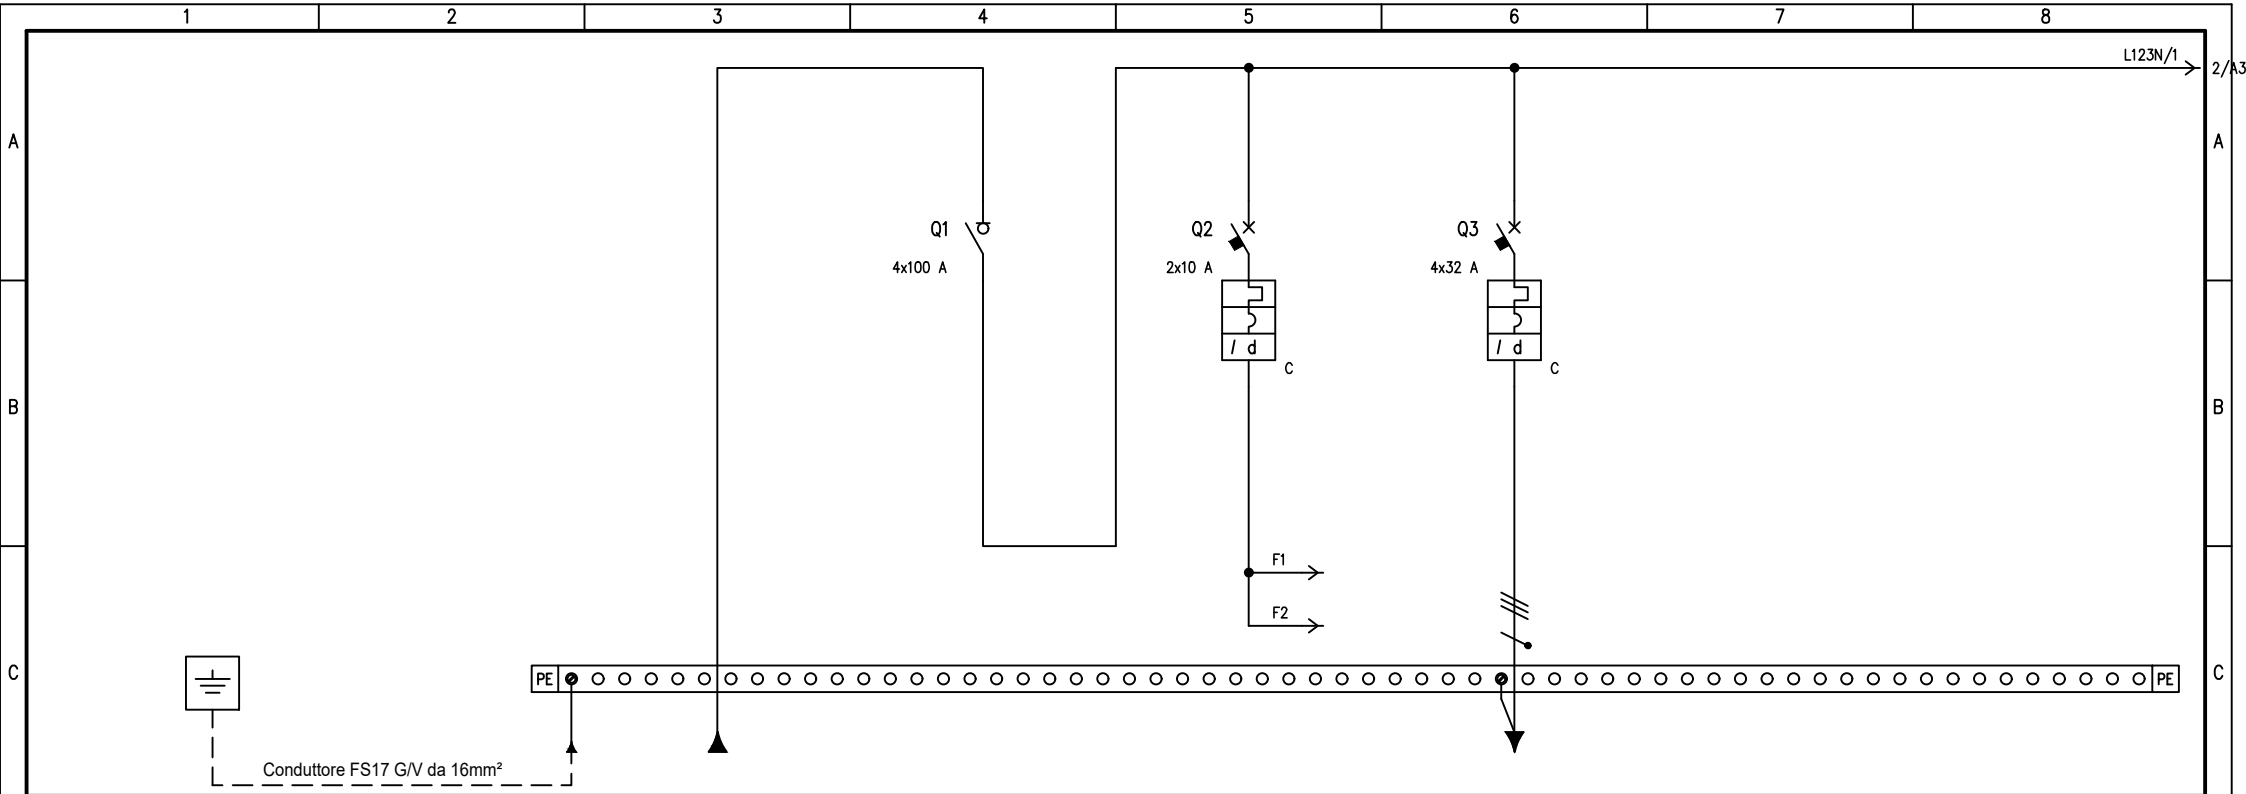 1 2 3 4 5 6 7 8
L123N/1 2/A3
A A
Q1 Q2 Q3
4x100 A 2x10 A 4x32 A
I d I d
C C
B B
F1
F2
C C
PE PE
Conduttore FS17 G/V da 16mm²